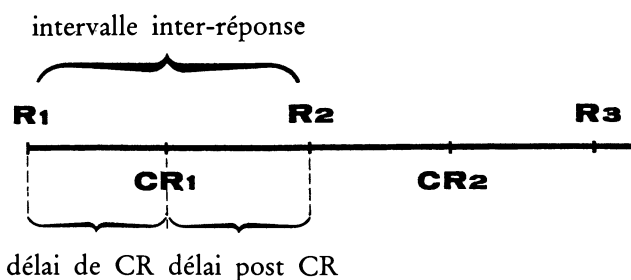 intervalle inter-réponse
R1 R2 R3
CR1 CR2
délai de CR délai post CR